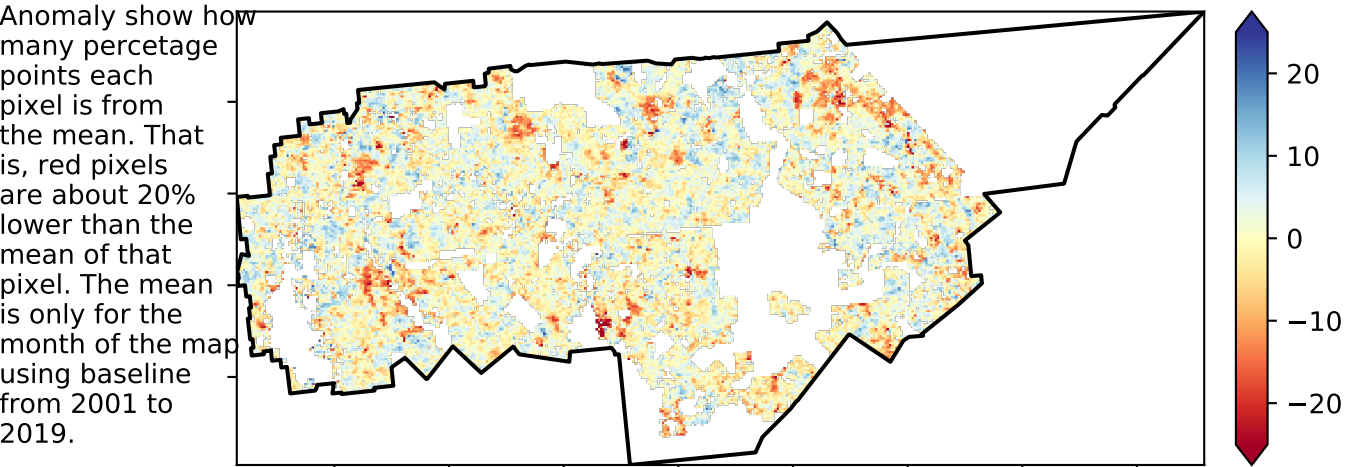 Anomaly show how
many percetage
points each
pixel is from
the mean. That
is, red pixels
are about 20%
lower than the
mean of that
pixel. The mean
is only for the
month of the map
using baseline
from 2001 to
2019.
20
10
0
−10
−20